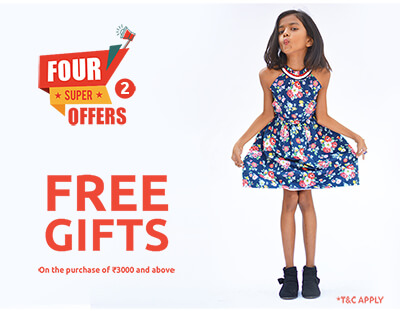 FOUR
SUPER
2
OFFERS
FREE
GIFTS
On the purchase of ₹3000 and above
*T&C APPLY